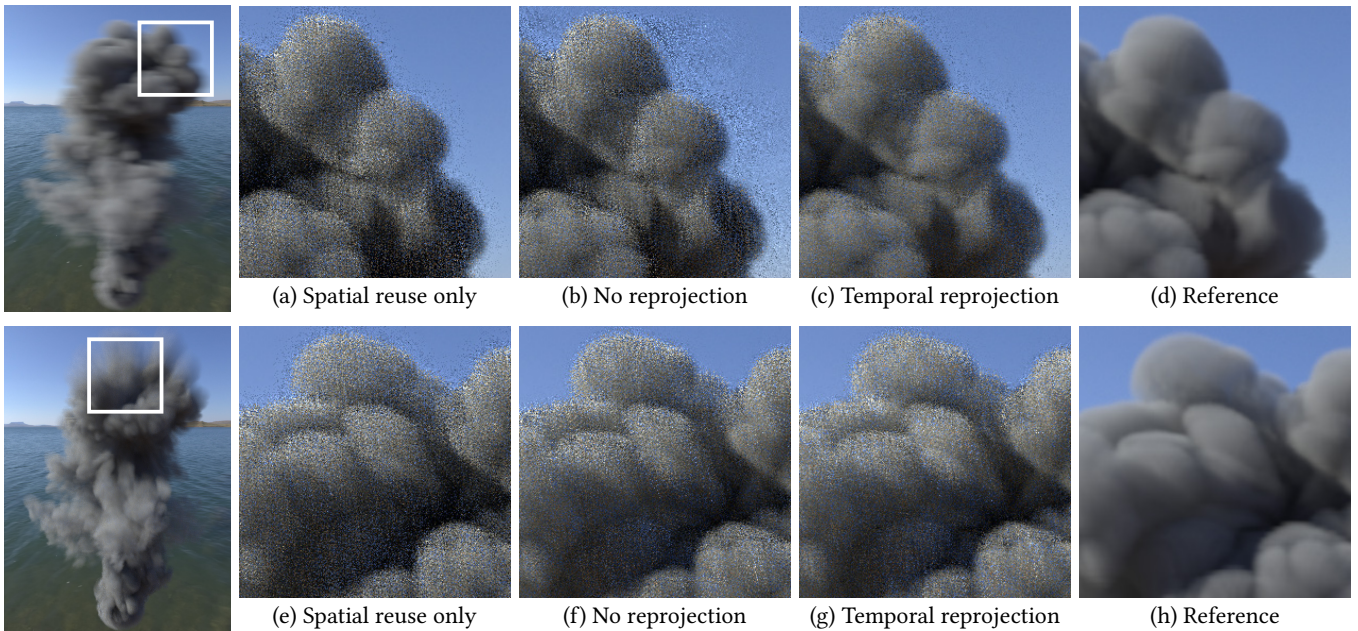 (a) Spatial reuse only
(b) No reprojection
(c) Temporal reprojection
(d) Reference
(e) Spatial reuse only
(f) No reprojection
(g) Temporal reprojection
(h) Reference